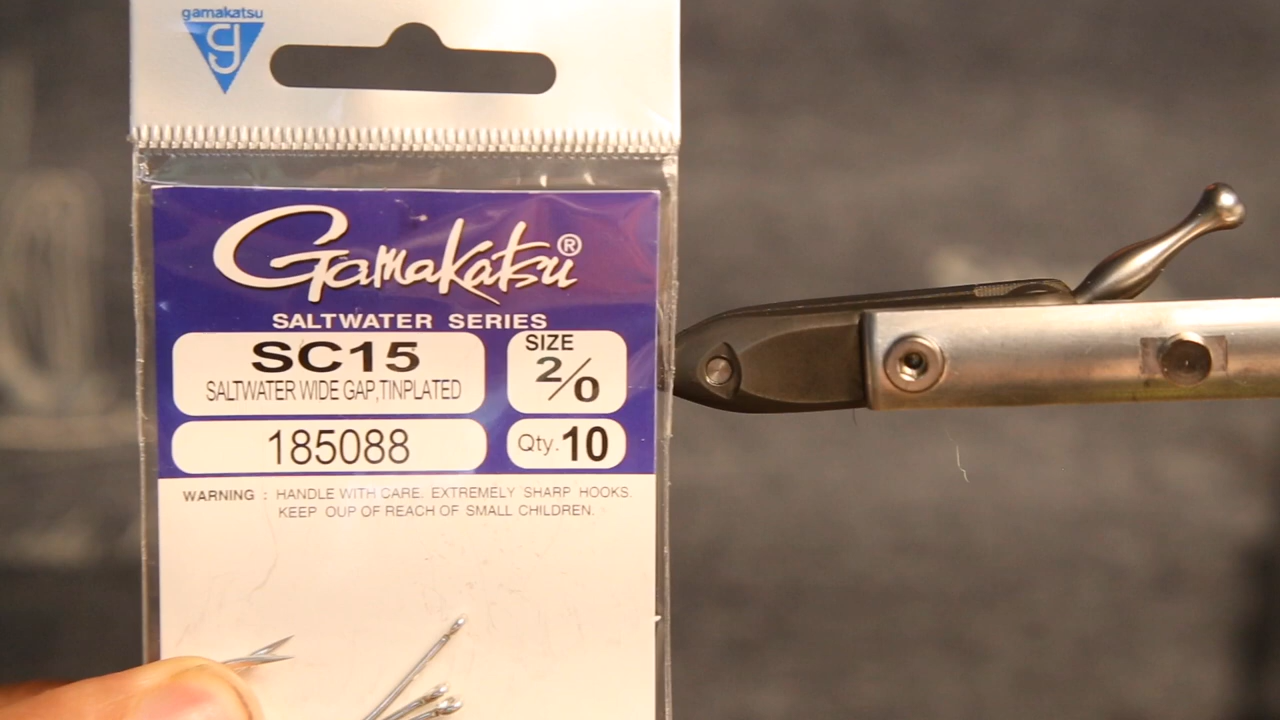 gamakatsu
Gamakatsu®
SALTWATER SERIES
SC15
SALTWATER WIDE GAP, TINPLATED
SIZE
2/0
185088
Qty. 10
WARNING : HANDLE WITH CARE. EXTREMELY SHARP HOOKS.
KEEP OUP OF REACH OF SMALL CHILDREN.